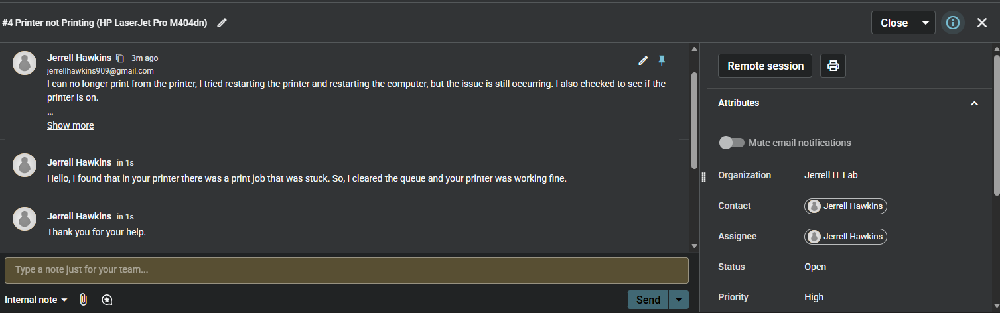 #4 Printer not Printing (HP LaserJet Pro M404dn)
Close
Jerrell Hawkins 3m ago
jerrellhawkins909@gmail.com
I can no longer print from the printer, I tried restarting the printer and restarting the computer, but the issue is still occurring. I also checked to see if the
printer is on.
...
Show more
Jerrell Hawkins in 1s
Hello, I found that in your printer there was a print job that was stuck. So, I cleared the queue and your printer was working fine.
Jerrell Hawkins in 1s
Thank you for your help.
Type a note just for your team...
Internal note
Send
Remote session
Attributes
Mute email notifications
Organization Jerrell IT Lab
Contact Jerrell Hawkins
Assignee Jerrell Hawkins
Status Open
Priority High